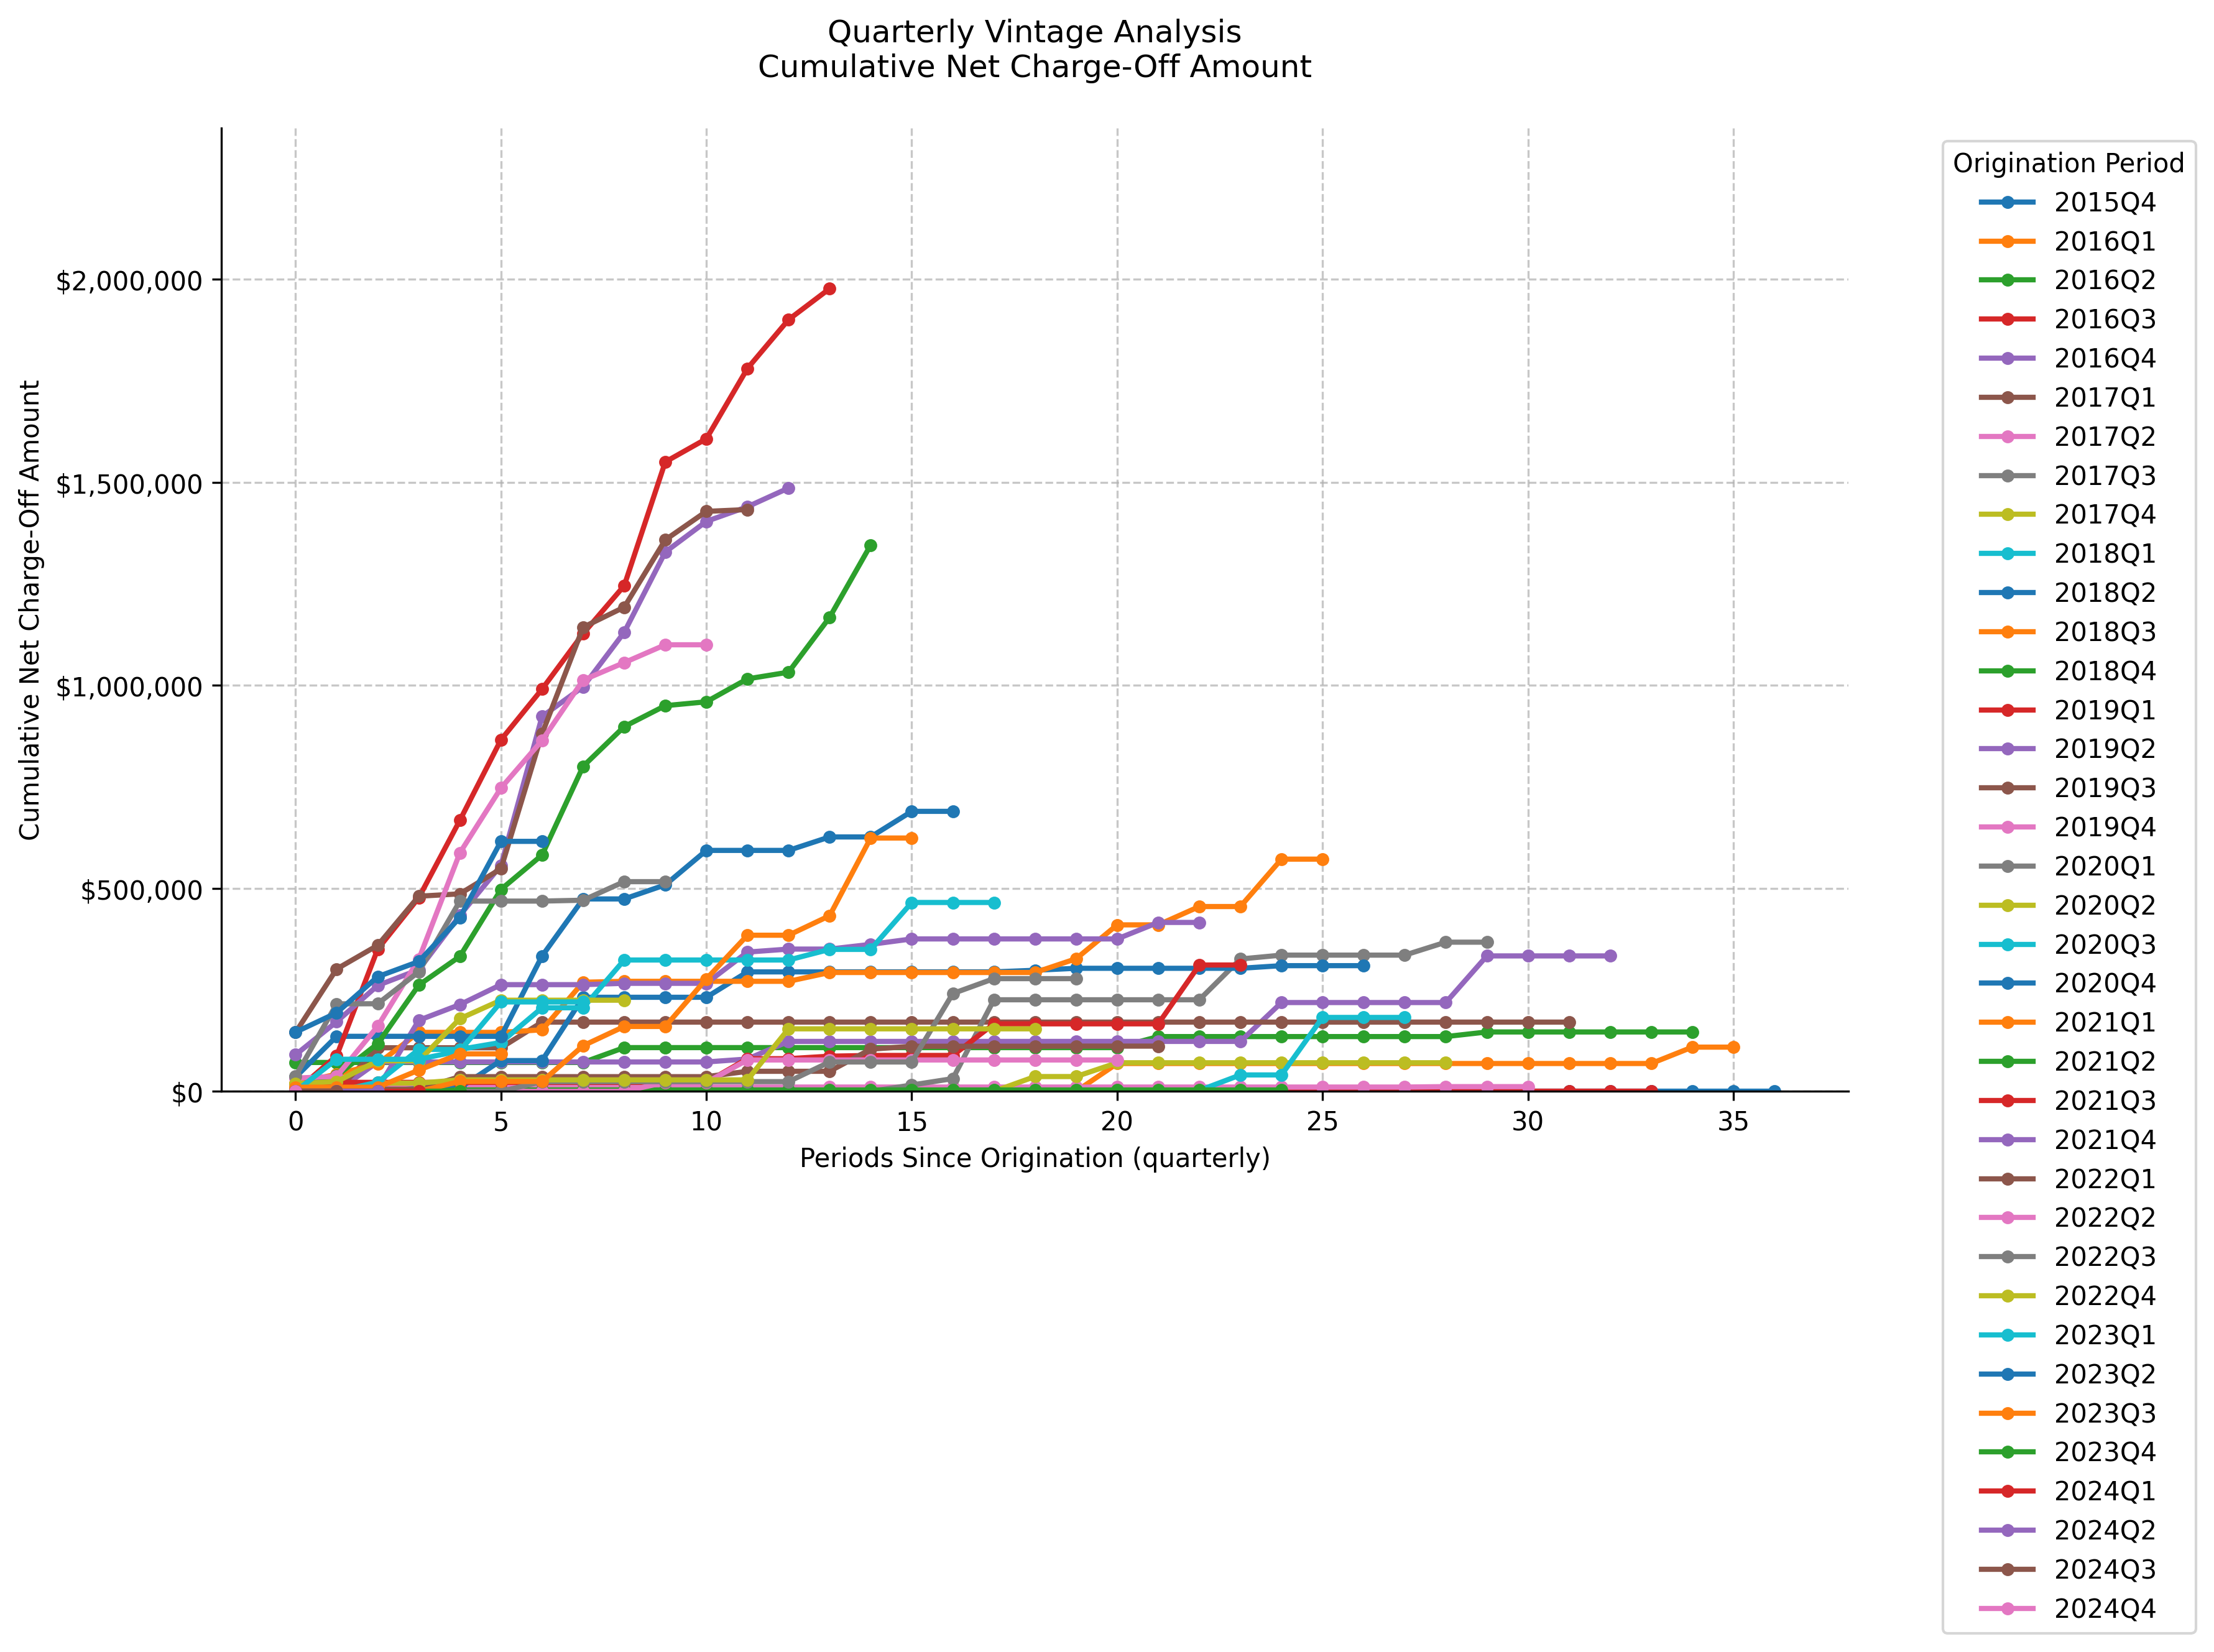 Quarterly Vintage Analysis
Cumulative Net Charge-Off Amount
Cumulative Net Charge-Off Amount
$2,000,000
$1,500,000
$1,000,000
$500,000
$0
0
5
10
15
20
25
30
35
Periods Since Origination (quarterly)
Origination Period
2015Q4
2016Q1
2016Q2
2016Q3
2016Q4
2017Q1
2017Q2
2017Q3
2017Q4
2018Q1
2018Q2
2018Q3
2018Q4
2019Q1
2019Q2
2019Q3
2019Q4
2020Q1
2020Q2
2020Q3
2020Q4
2021Q1
2021Q2
2021Q3
2021Q4
2022Q1
2022Q2
2022Q3
2022Q4
2023Q1
2023Q2
2023Q3
2023Q4
2024Q1
2024Q2
2024Q3
2024Q4